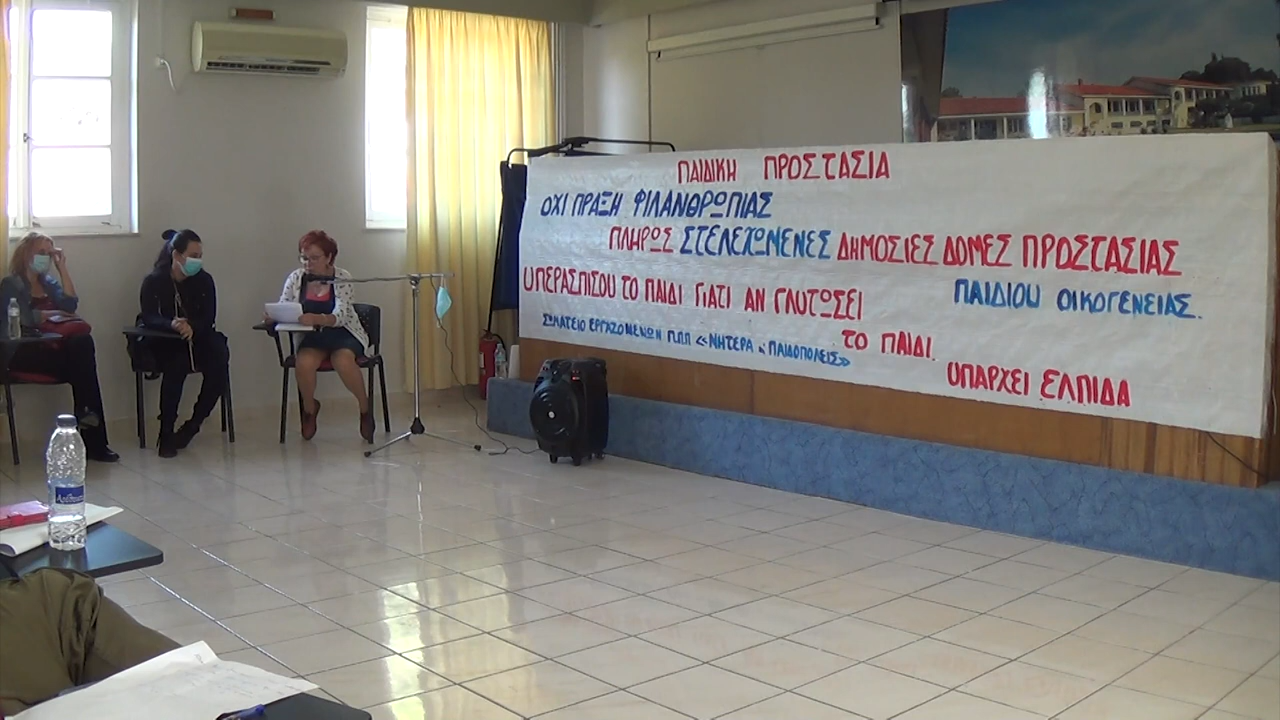 ΠΑΙΔΙΚΗ ΠΡΟΣΤΑΣΙΑ
ΟΧΙ ΠΡΑΞΗ ΦΙΛΑΝΘΡΩΠΙΑΣ
ΠΛΗΡΩΣ ΣΤΕΛΕΧΩΜΕΝΕΣ ΔΗΜΟΣΙΕΣ ΔΟΜΕΣ ΠΡΟΣΤΑΣΙΑΣ
ΠΑΙΔΙΟΥ ΟΙΚΟΓΕΝΕΙΑΣ.
ΥΠΕΡΑΣΠΙΣΟΥ ΤΟ ΠΑΙΔΙ ΓΙΑΤΙ ΑΝ ΓΛΥΤΩΣΕΙ
ΤΟ ΠΑΙΔΙ.
ΥΠΑΡΧΕΙ ΕΛΠΙΔΑ
ΣΩΜΑΤΕΙΟ ΕΡΓΑΖΟΜΕΝΩΝ Π.Π.Π «ΜΗΤΕΡΑ
ΠΑΙΔΟΠΟΛΕΙΣ»